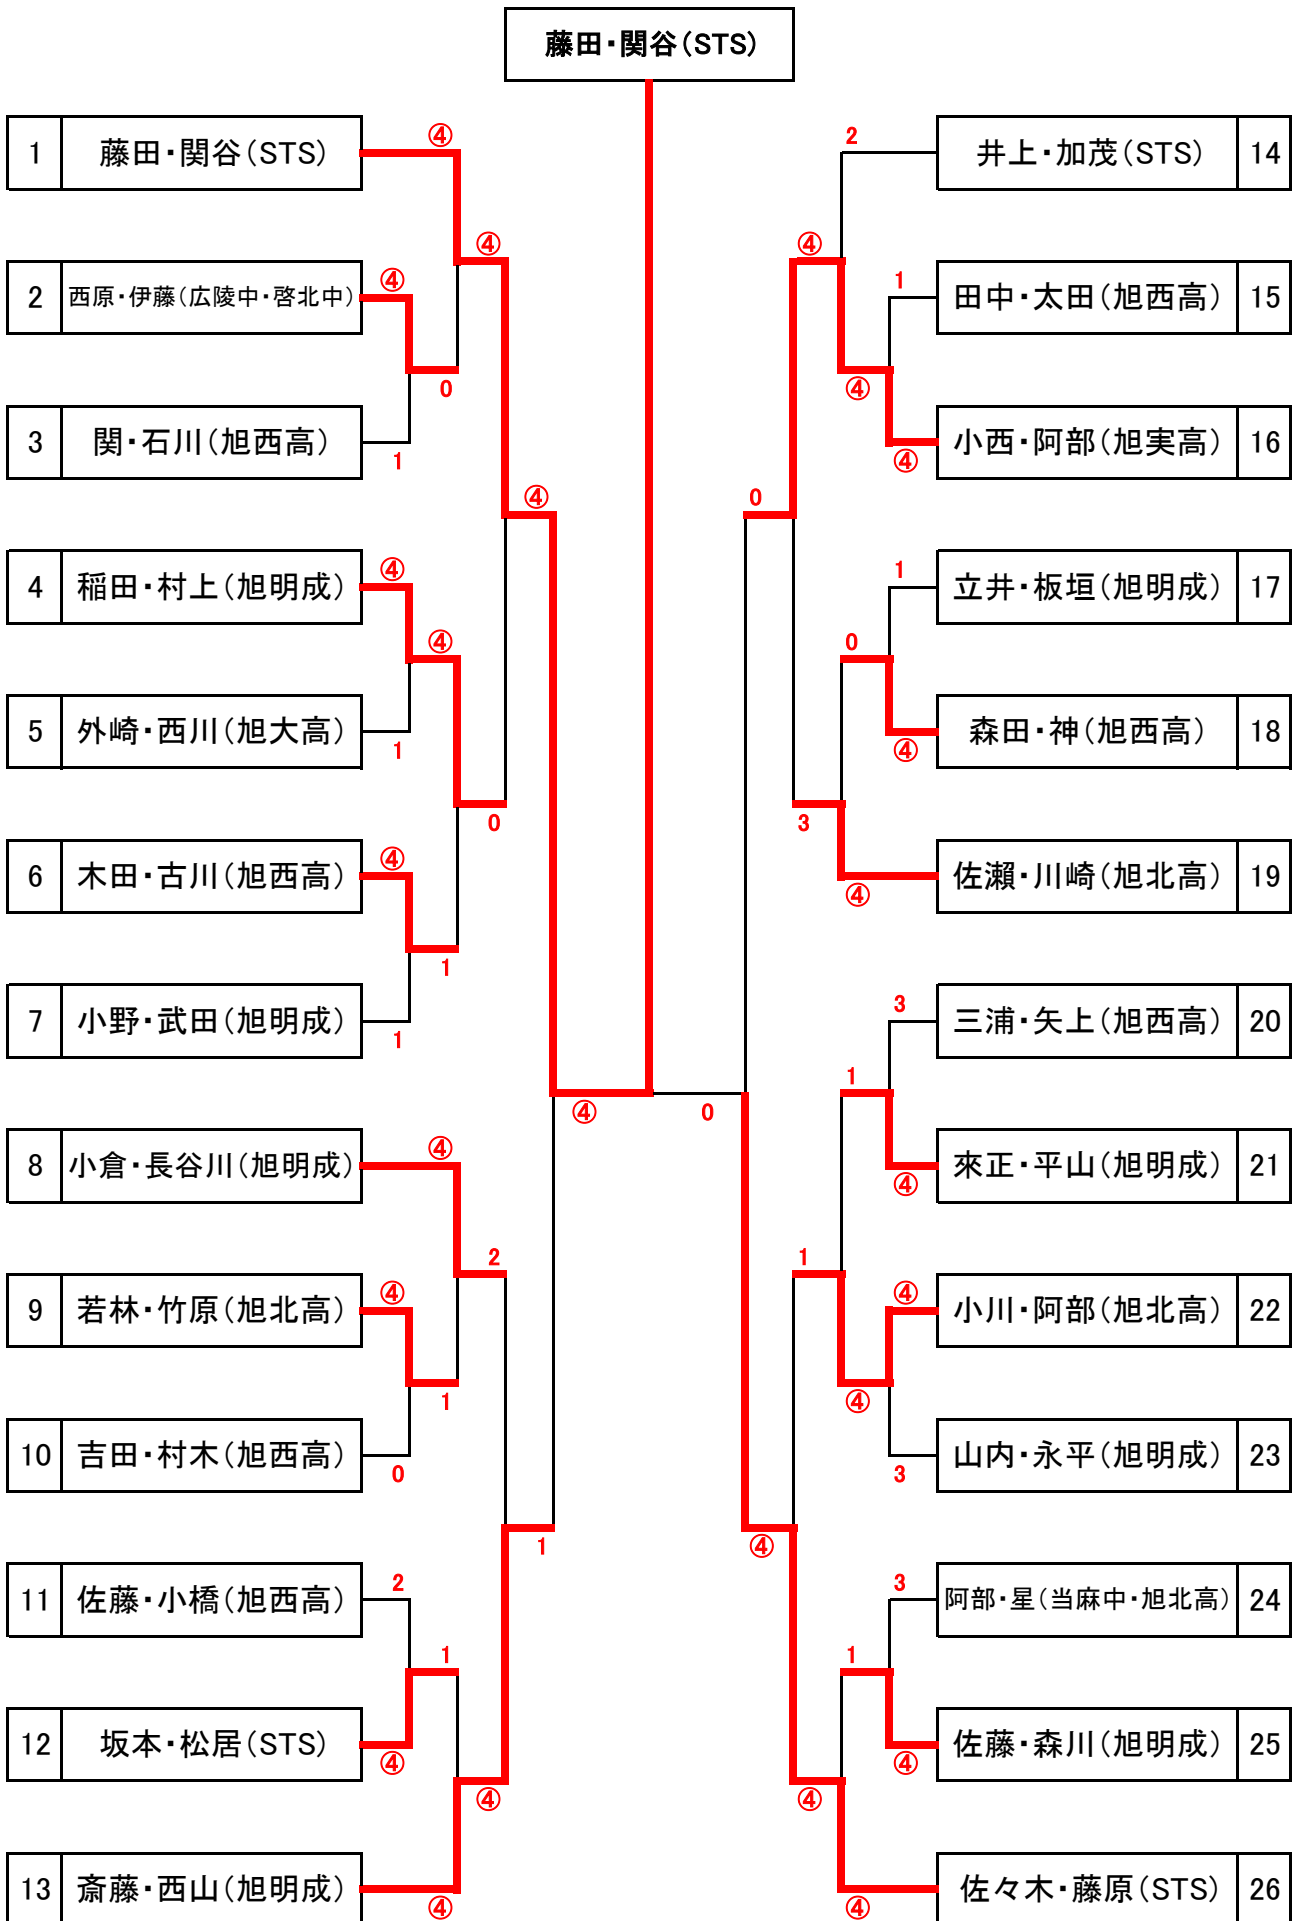 藤田・関谷(STS)
1 藤田・関谷(STS) ④ 2 井上・加茂(STS) 14
④ ④
2 西原・伊藤(広陵中・啓北中) ④ 1 田中・太田(旭西高) 15
0 ④
3 関・石川(旭西高) 1 ④ 小西・阿部(旭実高) 16
④ 0
4 稲田・村上(旭明成) ④ 1 立井・板垣(旭明成) 17
④ 0
5 外崎・西川(旭大高) 1 ④ 森田・神(旭西高) 18
0 3
6 木田・古川(旭西高) ④ ④ 佐瀬・川崎(旭北高) 19
1
7 小野・武田(旭明成) 1 3 三浦・矢上(旭西高) 20
1
④ 0
8 小倉・長谷川(旭明成) ④ ④ 來正・平山(旭明成) 21
2 1
9 若林・竹原(旭北高) ④ ④ 小川・阿部(旭北高) 22
1 ④
10 吉田・村木(旭西高) 0 3 山内・永平(旭明成) 23
1 ④
11 佐藤・小橋(旭西高) 2 3 阿部・星(当麻中・旭北高) 24
1 1
12 坂本・松居(STS) ④ ④ 佐藤・森川(旭明成) 25
④ ④
13 斎藤・西山(旭明成) ④ ④ 佐々木・藤原(STS) 26